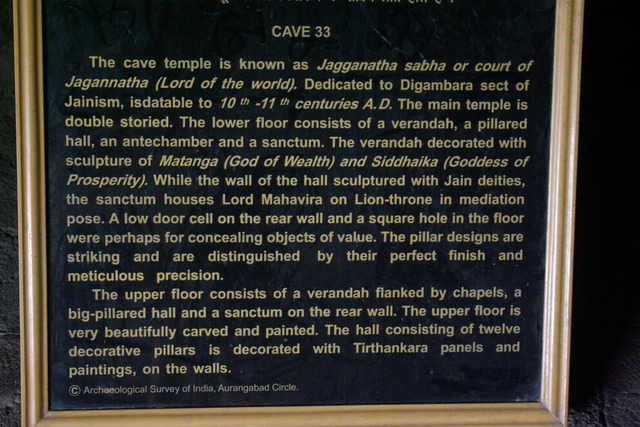 CAVE 33
The cave temple is known as Jagganatha sabha or court of
Jagannatha (Lord of the world). Dedicated to Digambara sect of
Jainism, isdatable to 10 th -11 th centuries A.D. The main temple is
double storied. The lower floor consists of a verandah, a pillared
hall, an antechamber and a sanctum. The verandah decorated with
sculpture of Matanga (God of Wealth) and Siddhaika (Goddess of
Prosperity). While the wall of the hall sculptured with Jain deities,
the sanctum houses Lord Mahavira on Lion-throne in mediation
pose. A low door cell on the rear wall and a square hole in the floor
were perhaps for concealing objects of value. The pillar designs are
striking and are distinguished by their perfect finish and
meticulous precision.
The upper floor consists of a verandah flanked by chapels, a
big-pillared hall and a sanctum on the rear wall. The upper floor is
very beautifully carved and painted. The hall consisting of twelve
decorative pillars is decorated with Tirthankara panels and
paintings, on the walls.
© Archaeological Survey of India, Aurangabad Circle.